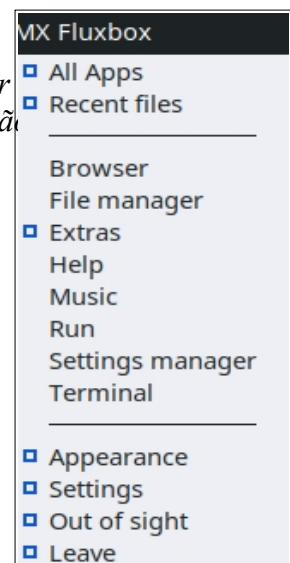 MX Fluxbox
All Apps
Recent files
Browser
File manager
Extras
Help
Music
Run
Settings manager
Terminal
Appearance
Settings
Out of sight
Leave